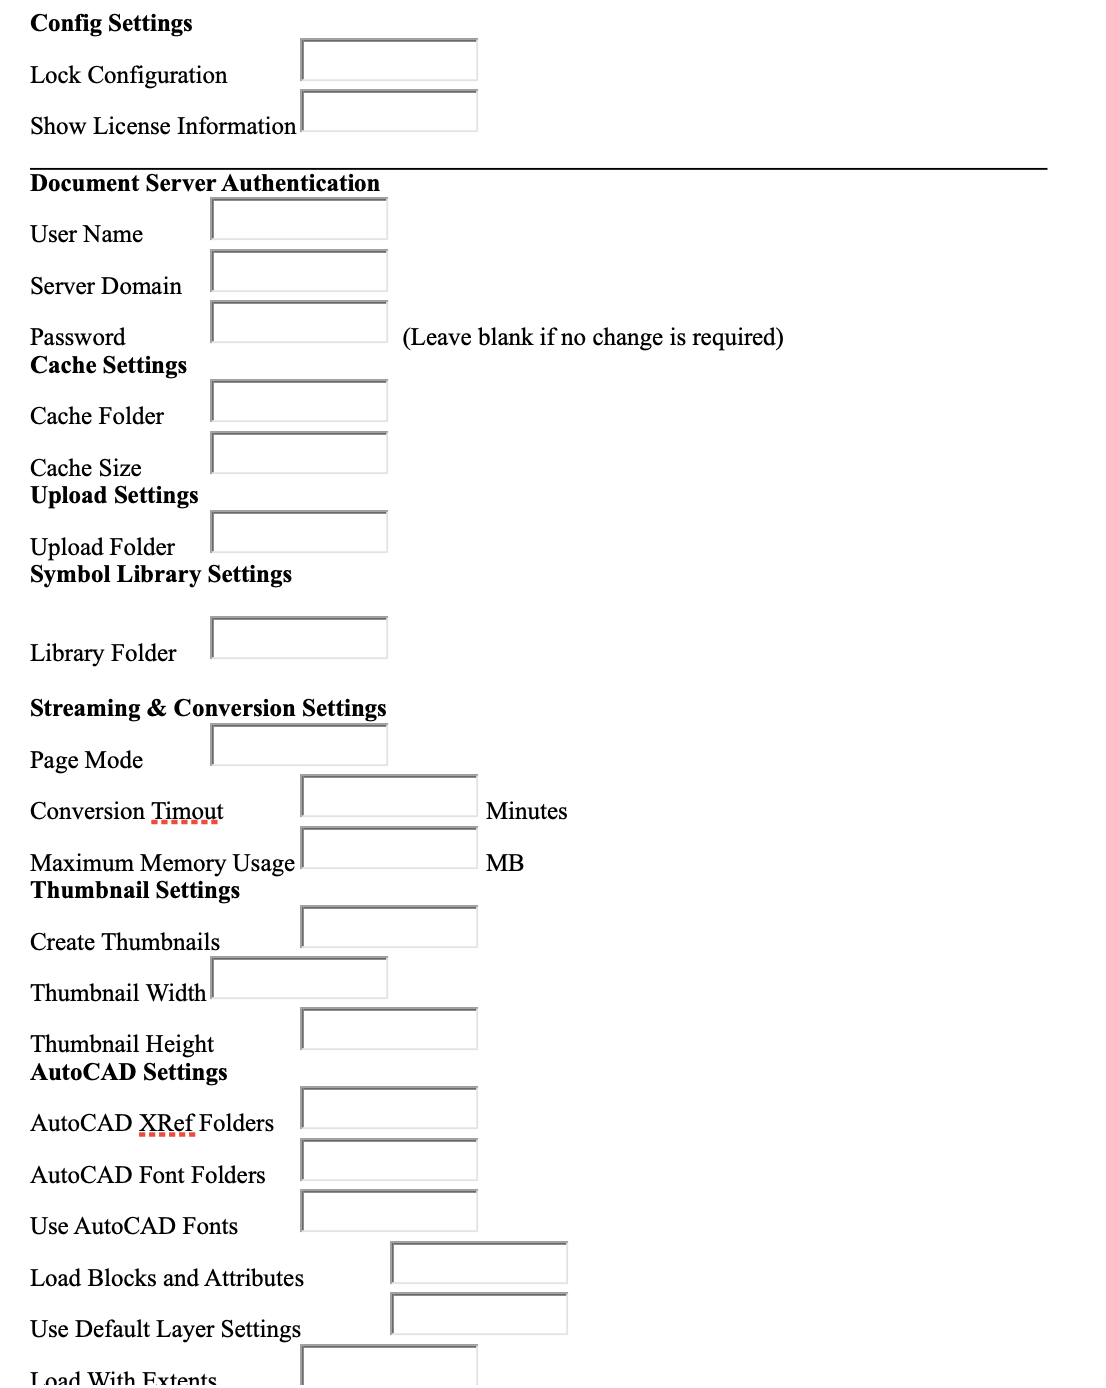 Config Settings
Lock Configuration
Show License Information
Document Server Authentication
User Name
Server Domain
Password (Leave blank if no change is required)
Cache Settings
Cache Folder
Cache Size
Upload Settings
Upload Folder
Symbol Library Settings
Library Folder
Streaming & Conversion Settings
Page Mode
Conversion Timout Minutes
Maximum Memory Usage MB
Thumbnail Settings
Create Thumbnails
Thumbnail Width
Thumbnail Height
AutoCAD Settings
AutoCAD XRef Folders
AutoCAD Font Folders
Use AutoCAD Fonts
Load Blocks and Attributes
Use Default Layer Settings
Load With Extents